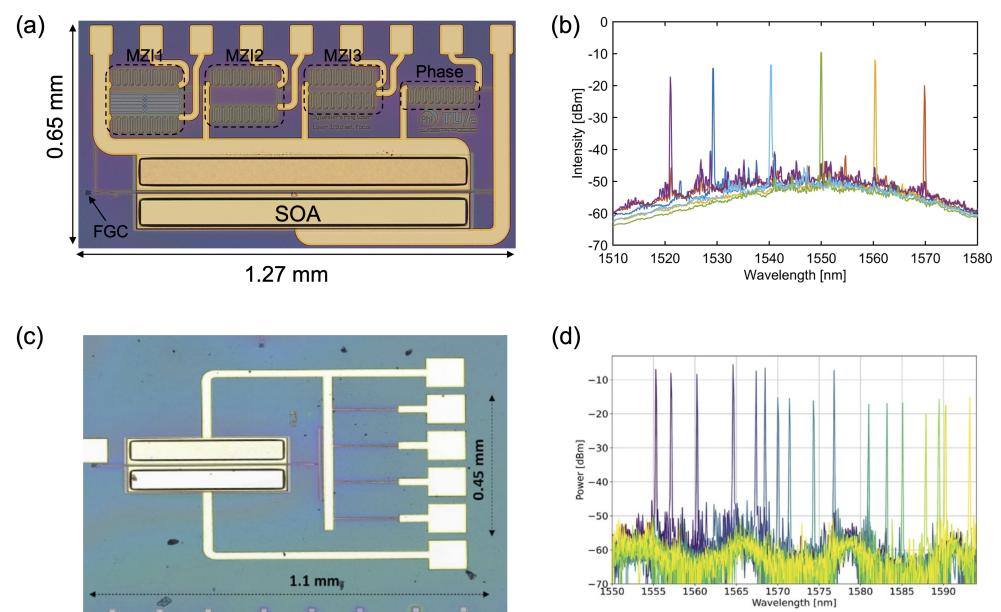 (a)
MZI1 MZI2 MZI3 Phase
TU/e
0.65 mm
SOA
FGC
1.27 mm
(b)
Intensity [dBm]
0
-10
-20
-30
-40
-50
-60
-70
1510 1520 1530 1540 1550 1560 1570 1580
Wavelength [nm]
(c)
0.45 mm
1.1 mm
(d)
Power [dBm]
−10
−20
−30
−40
−50
−60
−70
1550 1555 1560 1565 1570 1575 1580 1585 1590
Wavelength [nm]